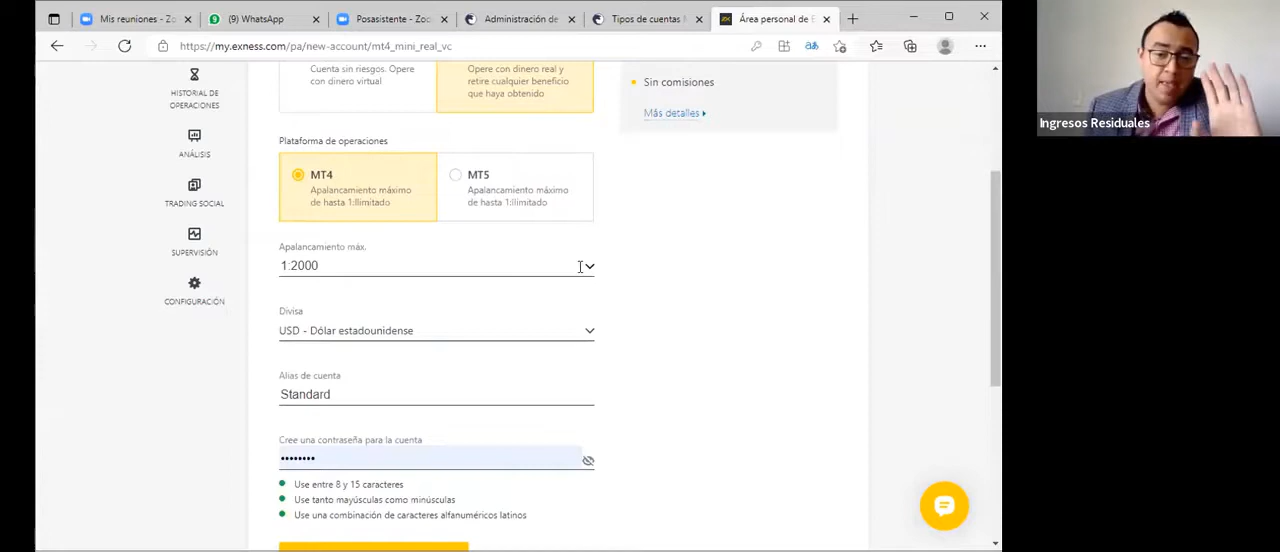 Mis reuniones - Zo
(9) WhatsApp
Posasistente - Zoo
Administración de
Tipos de cuentas
Área personal de E
https://my.exness.com/pa/new-account/mt4_mini_real_vc
HISTORIAL DE
OPERACIONES
ANÁLISIS
TRADING SOCIAL
SUPERVISIÓN
CONFIGURACIÓN
Cuenta sin riesgos. Opere
con dinero virtual
Opere con dinero real y
retire cualquier beneficio
que haya obtenido
Sin comisiones
Más detalles
Plataforma de operaciones
MT4
Apalancamiento máximo
de hasta 1:Ilimitado
MT5
Apalancamiento máximo
de hasta 1:Ilimitado
Apalancamiento máx.
1:2000
Divisa
USD - Dólar estadounidense
Alias de cuenta
Standard
Cree una contraseña para la cuenta
••••••••
Use entre 8 y 15 caracteres
Use tanto mayúsculas como minúsculas
Use una combinación de caracteres alfanuméricos latinos
Ingresos Residuales